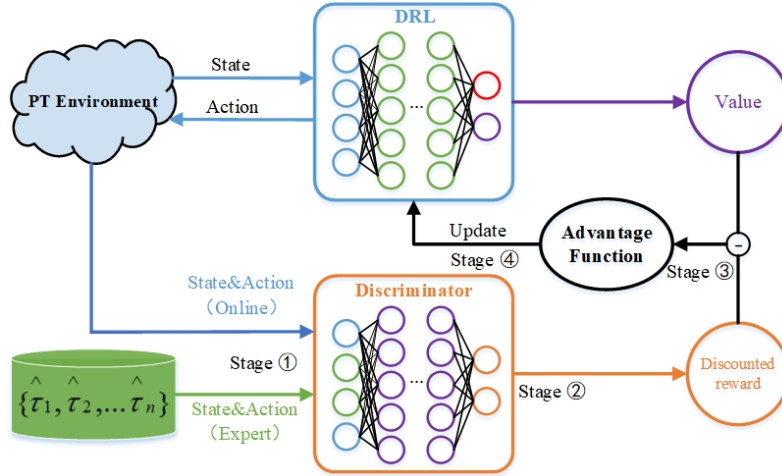 DRL
State
PT Environment
Action
...
Value
Update
Stage ④
Advantage
Function
-
Stage ③
State&Action
(Online)
Discriminator
Stage ①
{τ̂1, τ̂2,... τ̂n}
...
Stage ②
Discounted
reward
State&Action
(Expert)